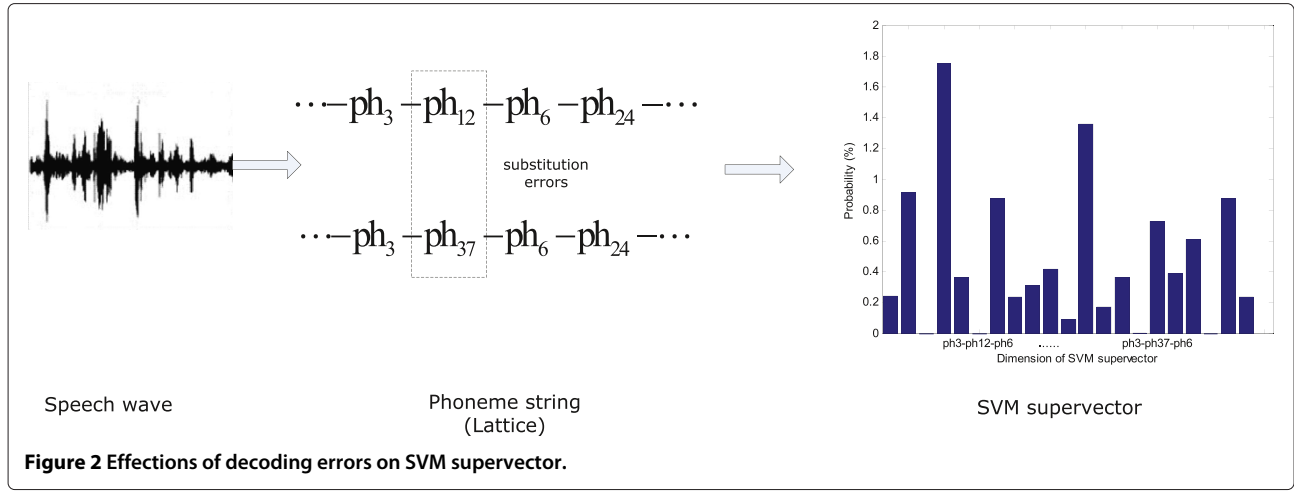 ···–ph3–ph12–ph6–ph24–···
substitution
errors
···–ph3–ph37–ph6–ph24–···
2
1.8
1.6
1.4
1.2
1
0.8
0.6
0.4
0.2
0
Probability (%)
ph3-ph12-ph6 ...... ph3-ph37-ph6
Dimension of SVM supervector
Speech wave
Phoneme string
(Lattice)
SVM supervector
Figure 2 Effections of decoding errors on SVM supervector.